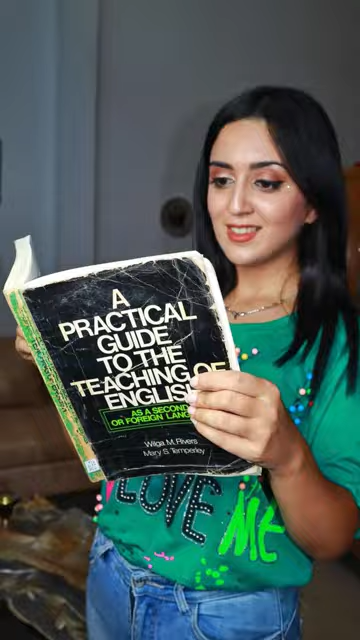 A
PRACTICAL
GUIDE
TO THE
TEACHING OF
ENGLISH
AS A SECOND
OR FOREIGN LANG
Wilga M. Rivers
Mary S. Temperley
LOVE
ME